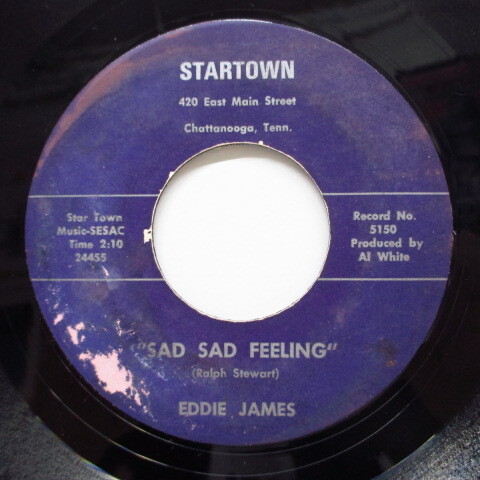 STARTOWN
420 East Main Street
Chattanooga, Tenn.
Star Town
Music-SESAC
Time 2:10
24455
Record No.
5150
Produced by
Al White
"SAD SAD FEELING"
(Ralph Stewart)
EDDIE JAMES